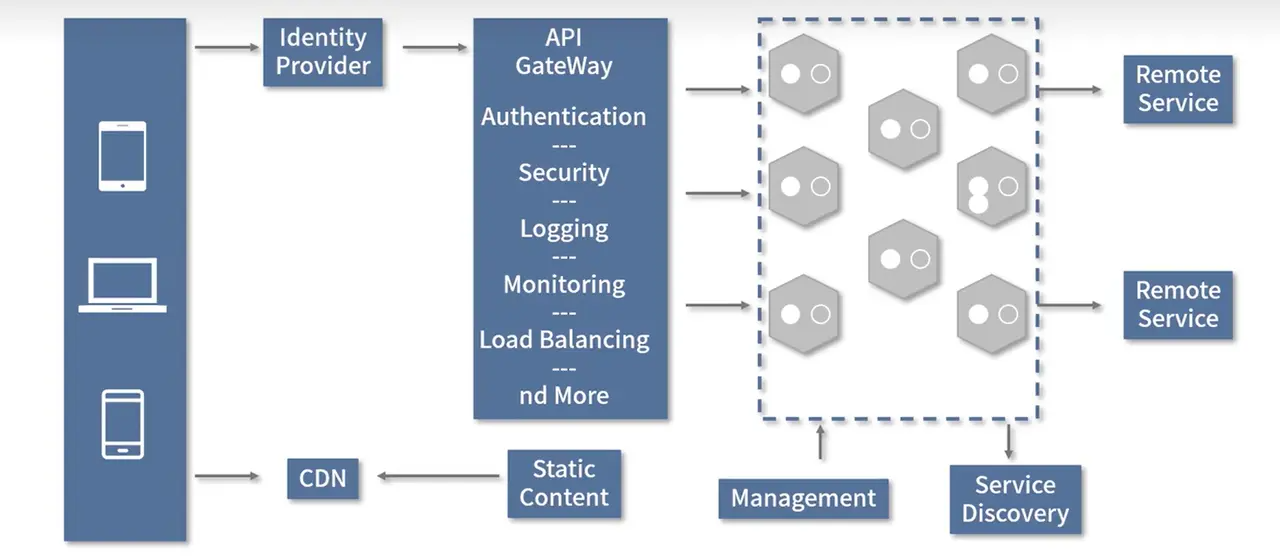 Identity
Provider
API
GateWay
Authentication
---
Security
---
Logging
---
Monitoring
---
Load Balancing
---
nd More
Remote
Service
Remote
Service
CDN
Static
Content
Management
Service
Discovery